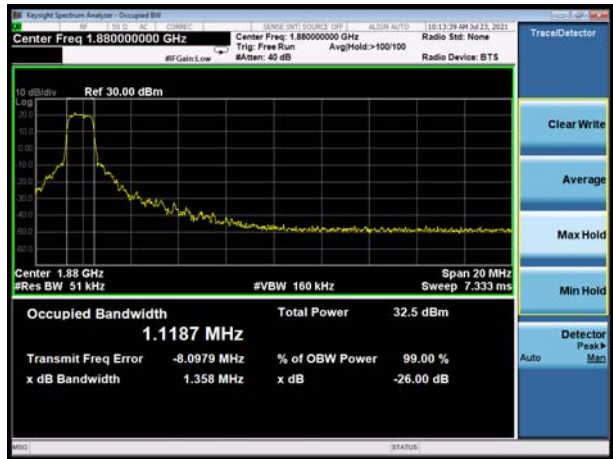 Keysight Spectrum Analyzer - Occupied BW
RF 50 Ω AC CORREC SENSE:INT SOURCE OFF ALIGN AUTO 10:13:39 AM Jul 23, 2021
Center Freq 1.880000000 GHz
#IFGain:Low
Center Freq: 1.880000000 GHz
Trig: Free Run Avg|Hold:>100/100
#Atten: 40 dB
Radio Std: None
Radio Device: BTS
10 dB/div Ref 30.00 dBm
Log
20.0
10.0
0.00
-10.0
-20.0
-30.0
-40.0
-50.0
-60.0
Center 1.88 GHz Span 20 MHz
#Res BW 51 kHz #VBW 160 kHz Sweep 7.333 ms
Occupied Bandwidth Total Power 32.5 dBm
1.1187 MHz
Transmit Freq Error -8.0979 MHz % of OBW Power 99.00 %
x dB Bandwidth 1.358 MHz x dB -26.00 dB
MSG STATUS
Trace/Detector
Clear Write
Average
Max Hold
Min Hold
Detector
Peak▶
Auto Man